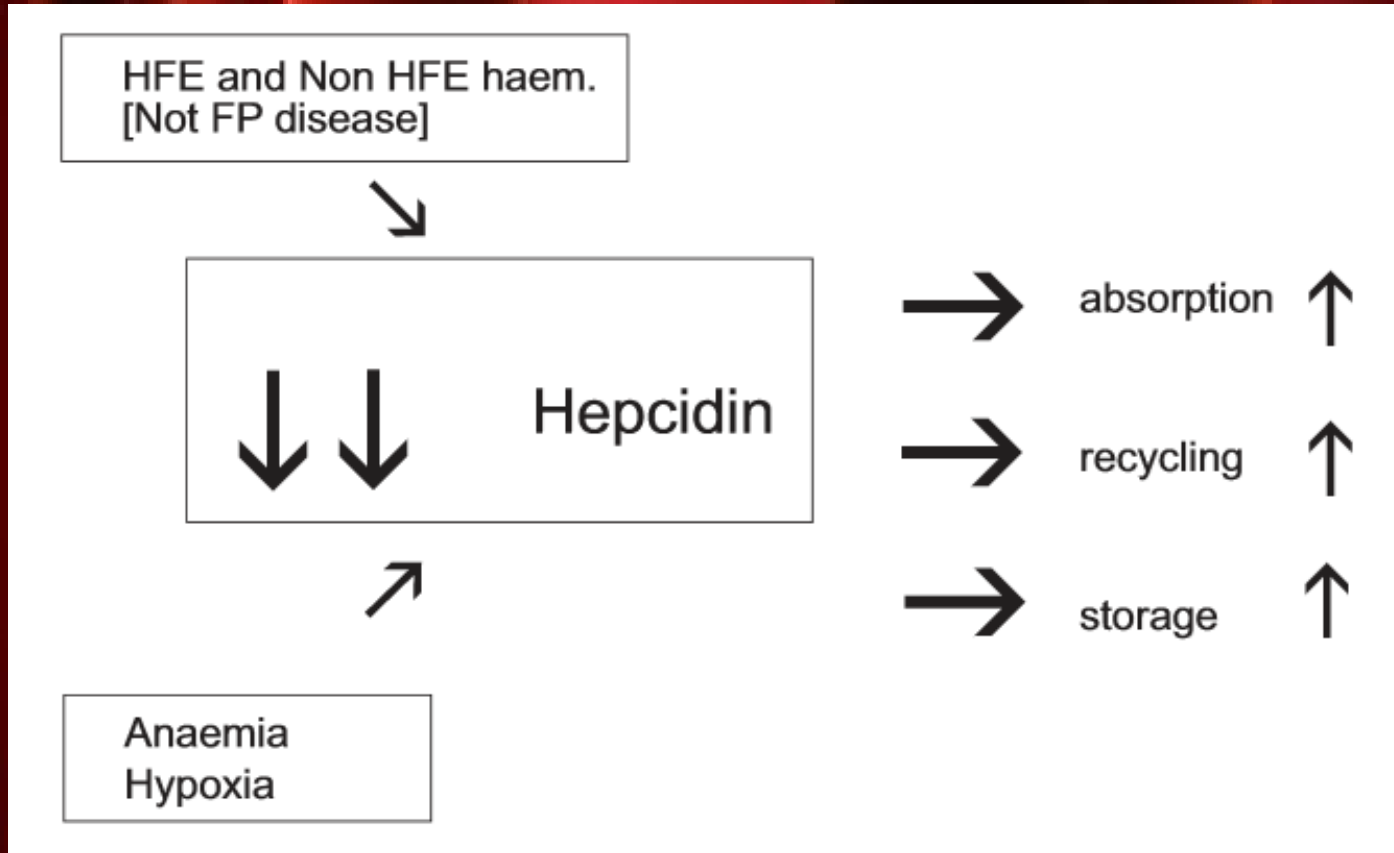 HFE and Non HFE haem.
[Not FP disease]
Hepcidin
absorption
recycling
storage
Anaemia
Hypoxia